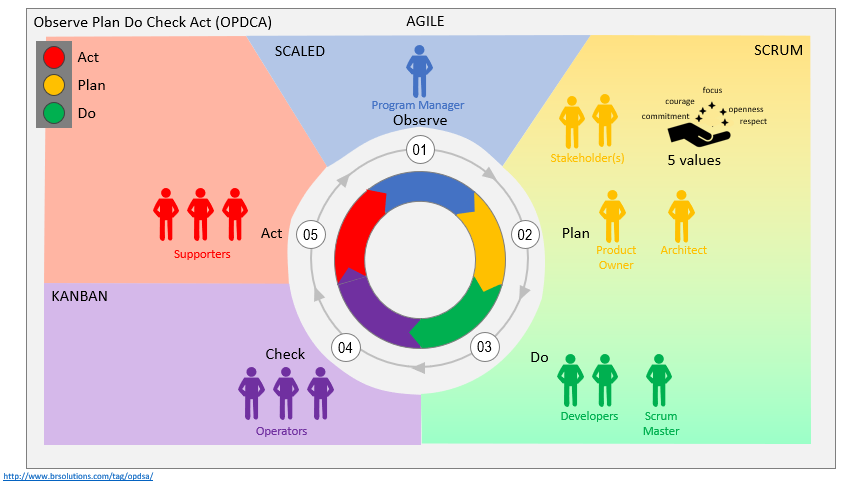 Observe Plan Do Check Act (OPDCA)
AGILE
Act
Plan
Do
SCALED
SCRUM
Program Manager
Observe
focus
courage
openness
commitment
respect
Stakeholder(s)
5 values
01
02
03
04
05
Act
Supporters
Plan
Product
Owner
Architect
KANBAN
Check
Operators
Do
Developers
Scrum
Master
http://www.brsolutions.com/tag/opdsa/